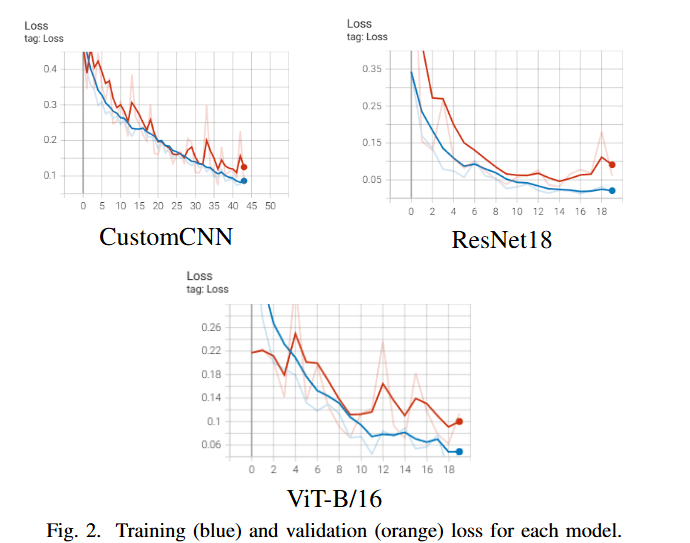 Loss
tag: Loss
0.4
0.3
0.2
0.1
0 5 10 15 20 25 30 35 40 45 50
CustomCNN
Loss
tag: Loss
0.35
0.25
0.15
0.05
0 2 4 6 8 10 12 14 16 18
ResNet18
Loss
tag: Loss
0.26
0.22
0.18
0.14
0.1
0.06
0 2 4 6 8 10 12 14 16 18
ViT-B/16
Fig. 2. Training (blue) and validation (orange) loss for each model.